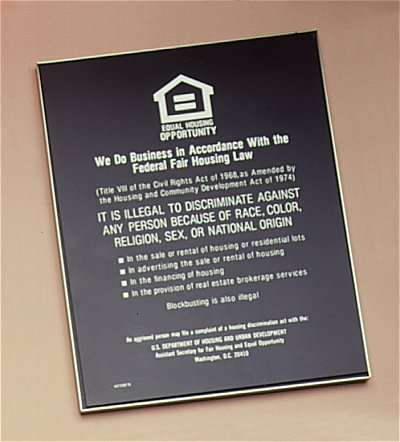 EQUAL HOUSING
OPPORTUNITY
We Do Business in Accordance With the
Federal Fair Housing Law
(Title VIII of the Civil Rights Act of 1968, as Amended by
the Housing and Community Development Act of 1974)
IT IS ILLEGAL TO DISCRIMINATE AGAINST
ANY PERSON BECAUSE OF RACE, COLOR,
RELIGION, SEX, OR NATIONAL ORIGIN
■ In the sale or rental of housing or residential lots
■ In advertising the sale or rental of housing
■ In the financing of housing
■ In the provision of real estate brokerage services
Blockbusting is also illegal
An aggrieved person may file a complaint of a housing discrimination act with the:
U.S. DEPARTMENT OF HOUSING AND URBAN DEVELOPMENT
Assistant Secretary for Fair Housing and Equal Opportunity
Washington, D.C. 20410